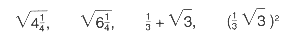 √4¼, √6¼, ⅓ + √3, (⅓ √3 )²